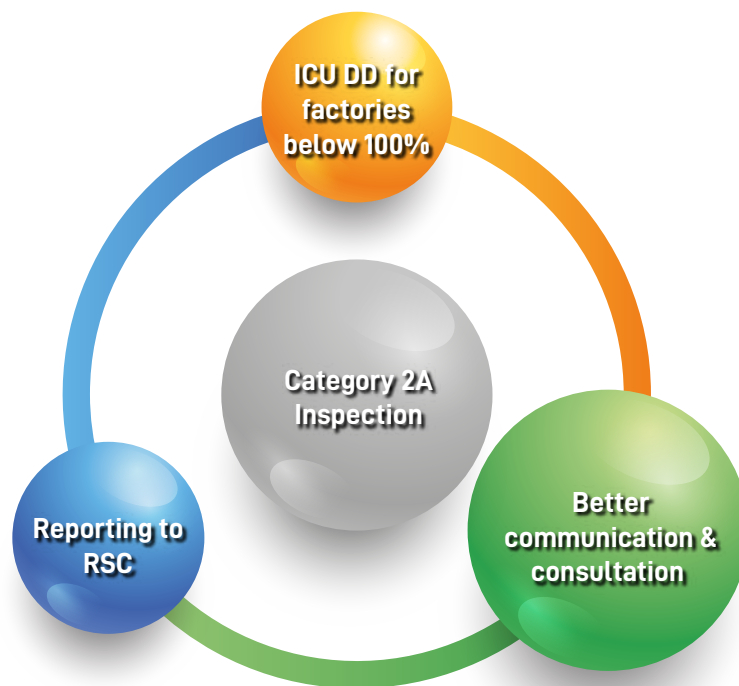 ICU DD for
factories
below 100%
Category 2A
Inspection
Reporting to
RSC
Better
communication &
consultation